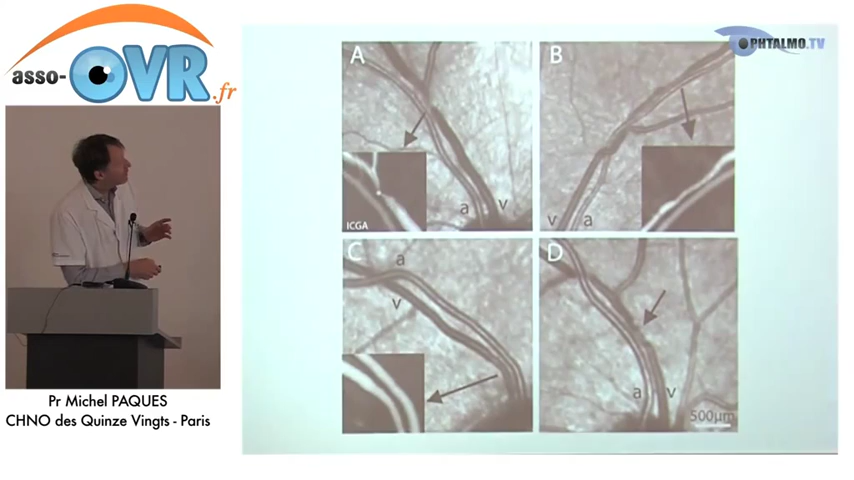 asso-OVR.fr
OPHTALMO.TV
A
B
a
v
ICGA
v
a
C
a
v
D
a
v
500µm
Pr Michel PAQUES
CHNO des Quinze Vingts - Paris